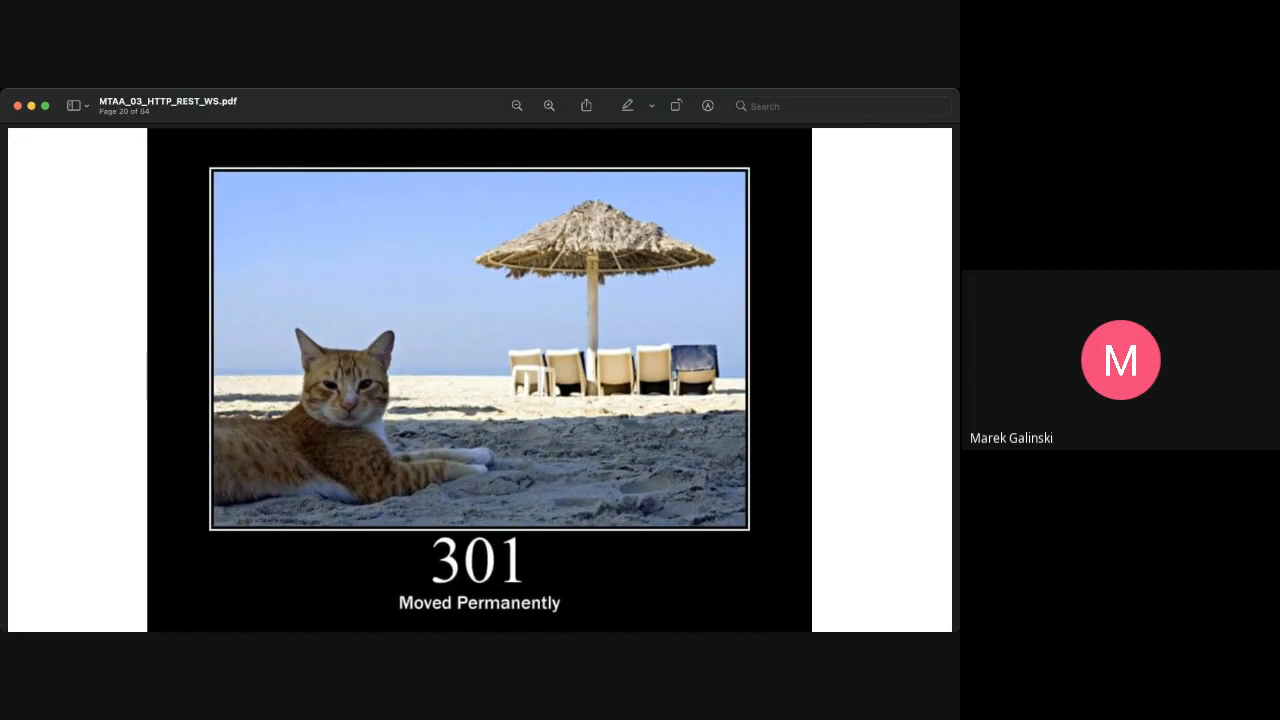 MTAA_03_HTTP_REST_WS.pdf
Page 20 of 64
Search
301
Moved Permanently
M
Marek Galinski